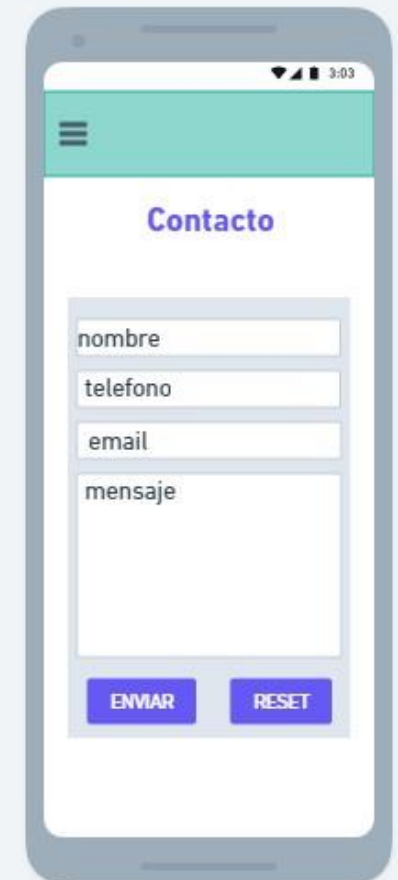 3:03
Contacto
nombre
telefono
email
mensaje
ENVIAR RESET